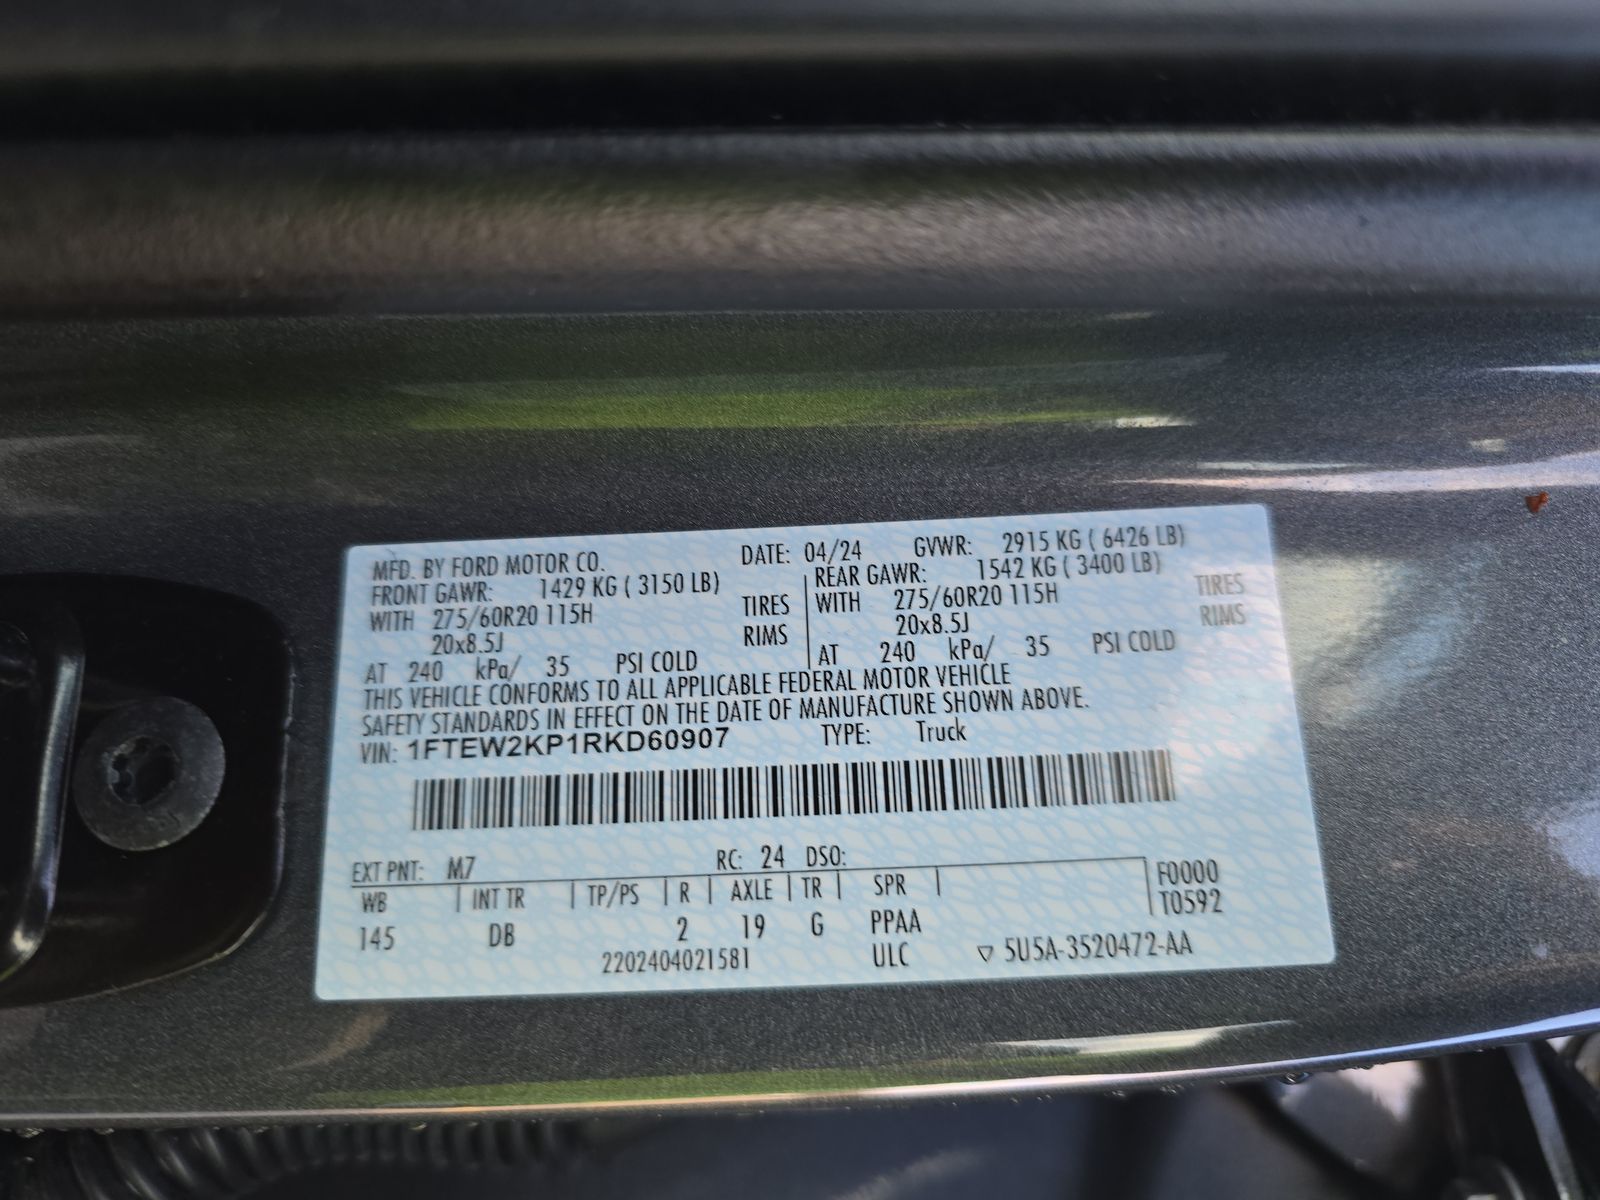 MFD. BY FORD MOTOR CO. DATE: 04/24 GVWR: 2915 KG ( 6426 LB)
FRONT GAWR: 1429 KG ( 3150 LB) REAR GAWR: 1542 KG ( 3400 LB)
WITH 275/60R20 115H TIRES WITH 275/60R20 115H TIRES
20x8.5J RIMS 20x8.5J RIMS
AT 240 kPa/ 35 PSI COLD AT 240 kPa/ 35 PSI COLD
THIS VEHICLE CONFORMS TO ALL APPLICABLE FEDERAL MOTOR VEHICLE
SAFETY STANDARDS IN EFFECT ON THE DATE OF MANUFACTURE SHOWN ABOVE.
VIN: 1FTEW2KP1RKD60907 TYPE: Truck
EXT PNT: M7 RC: 24 DSO:
WB INT TR TP/PS R AXLE TR SPR F0000
T0592
145 DB 2 19 G PPAA
2202404021581 ULC ▽ 5U5A-3520472-AA